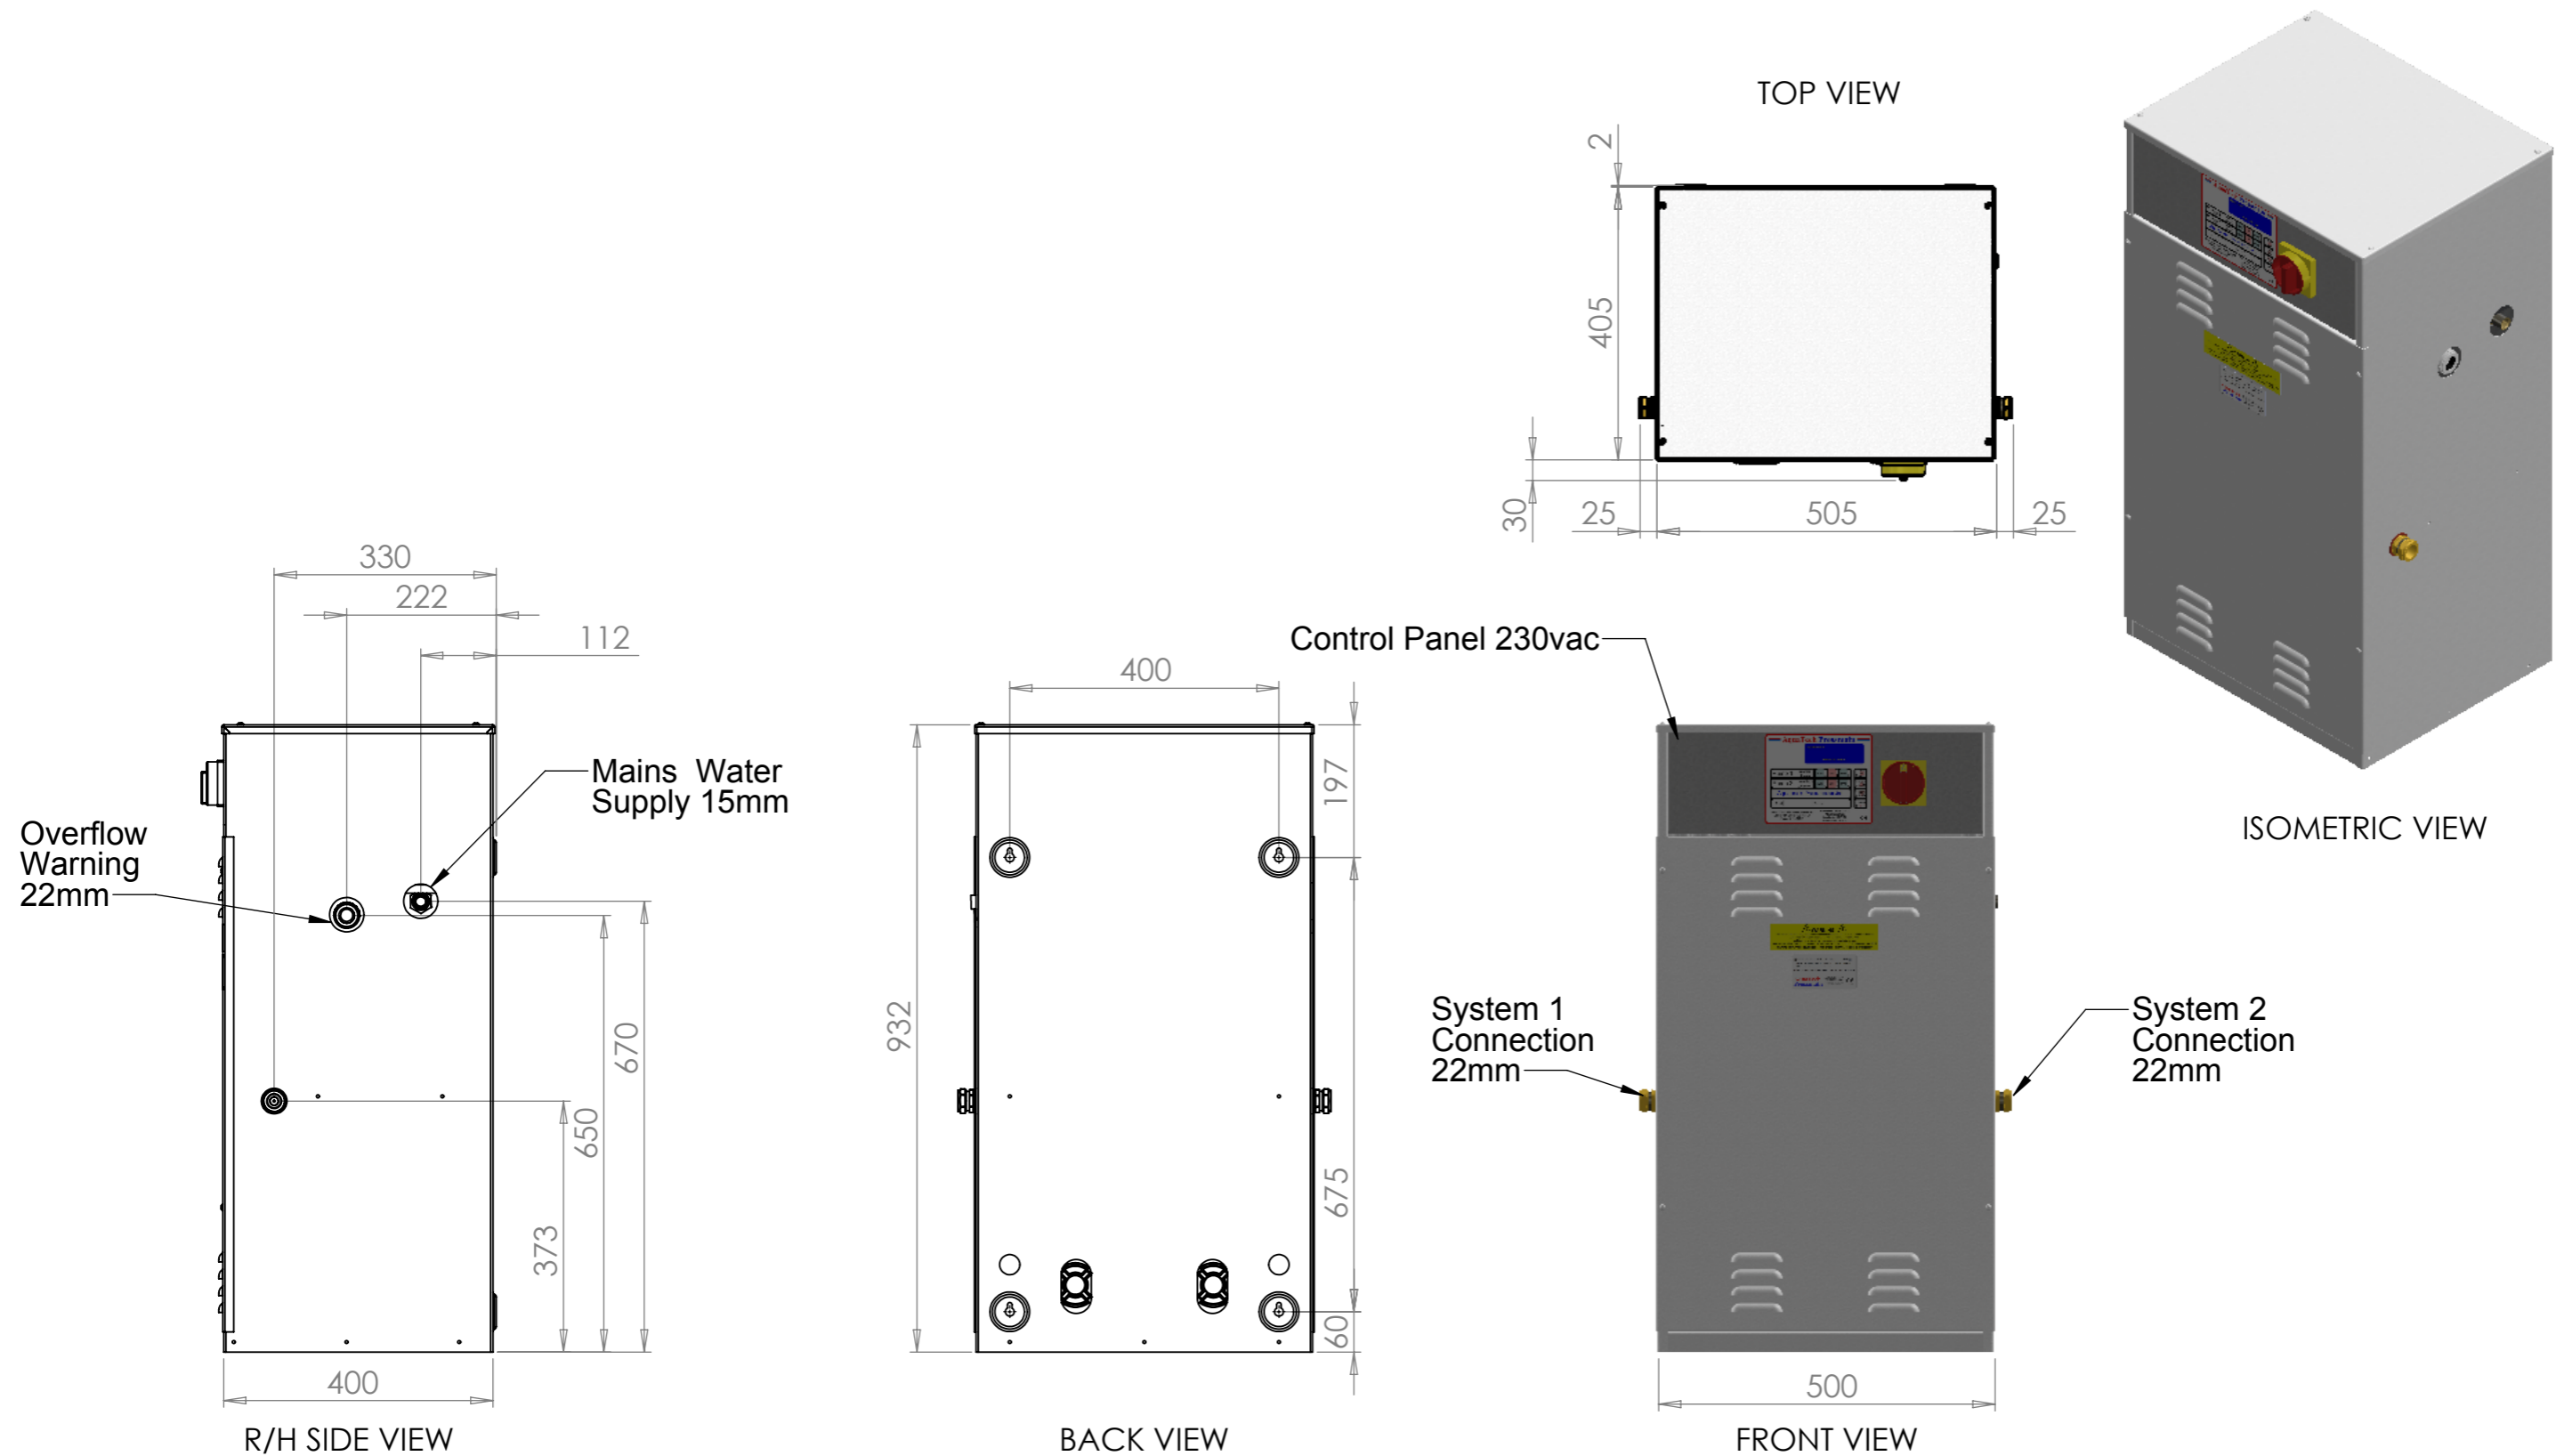 TOP VIEW
2
405
30
25
505
25
ISOMETRIC VIEW
330
222
112
Overflow
Warning
22mm
Mains Water
Supply 15mm
670
650
373
400
R/H SIDE VIEW
400
197
932
675
60
BACK VIEW
Control Panel 230vac
System 1
Connection
22mm
System 2
Connection
22mm
500
FRONT VIEW